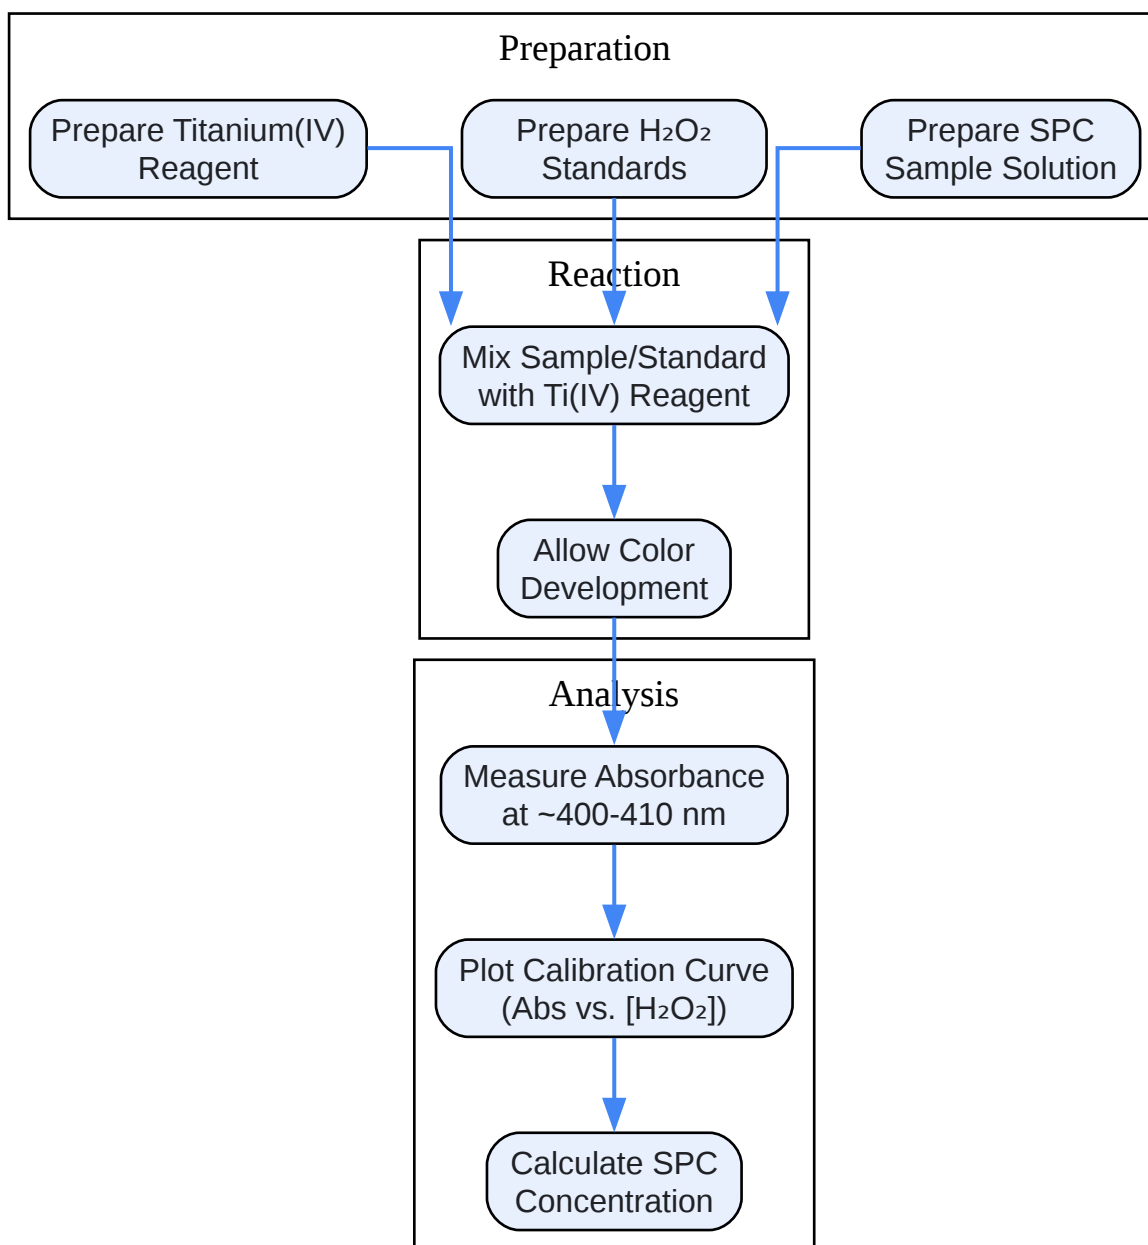 Preparation
Prepare Titanium(IV)
Reagent
Prepare H₂O₂
Standards
Prepare SPC
Sample Solution
Reaction
Mix Sample/Standard
with Ti(IV) Reagent
Allow Color
Development
Analysis
Measure Absorbance
at ~400-410 nm
Plot Calibration Curve
(Abs vs. [H₂O₂])
Calculate SPC
Concentration